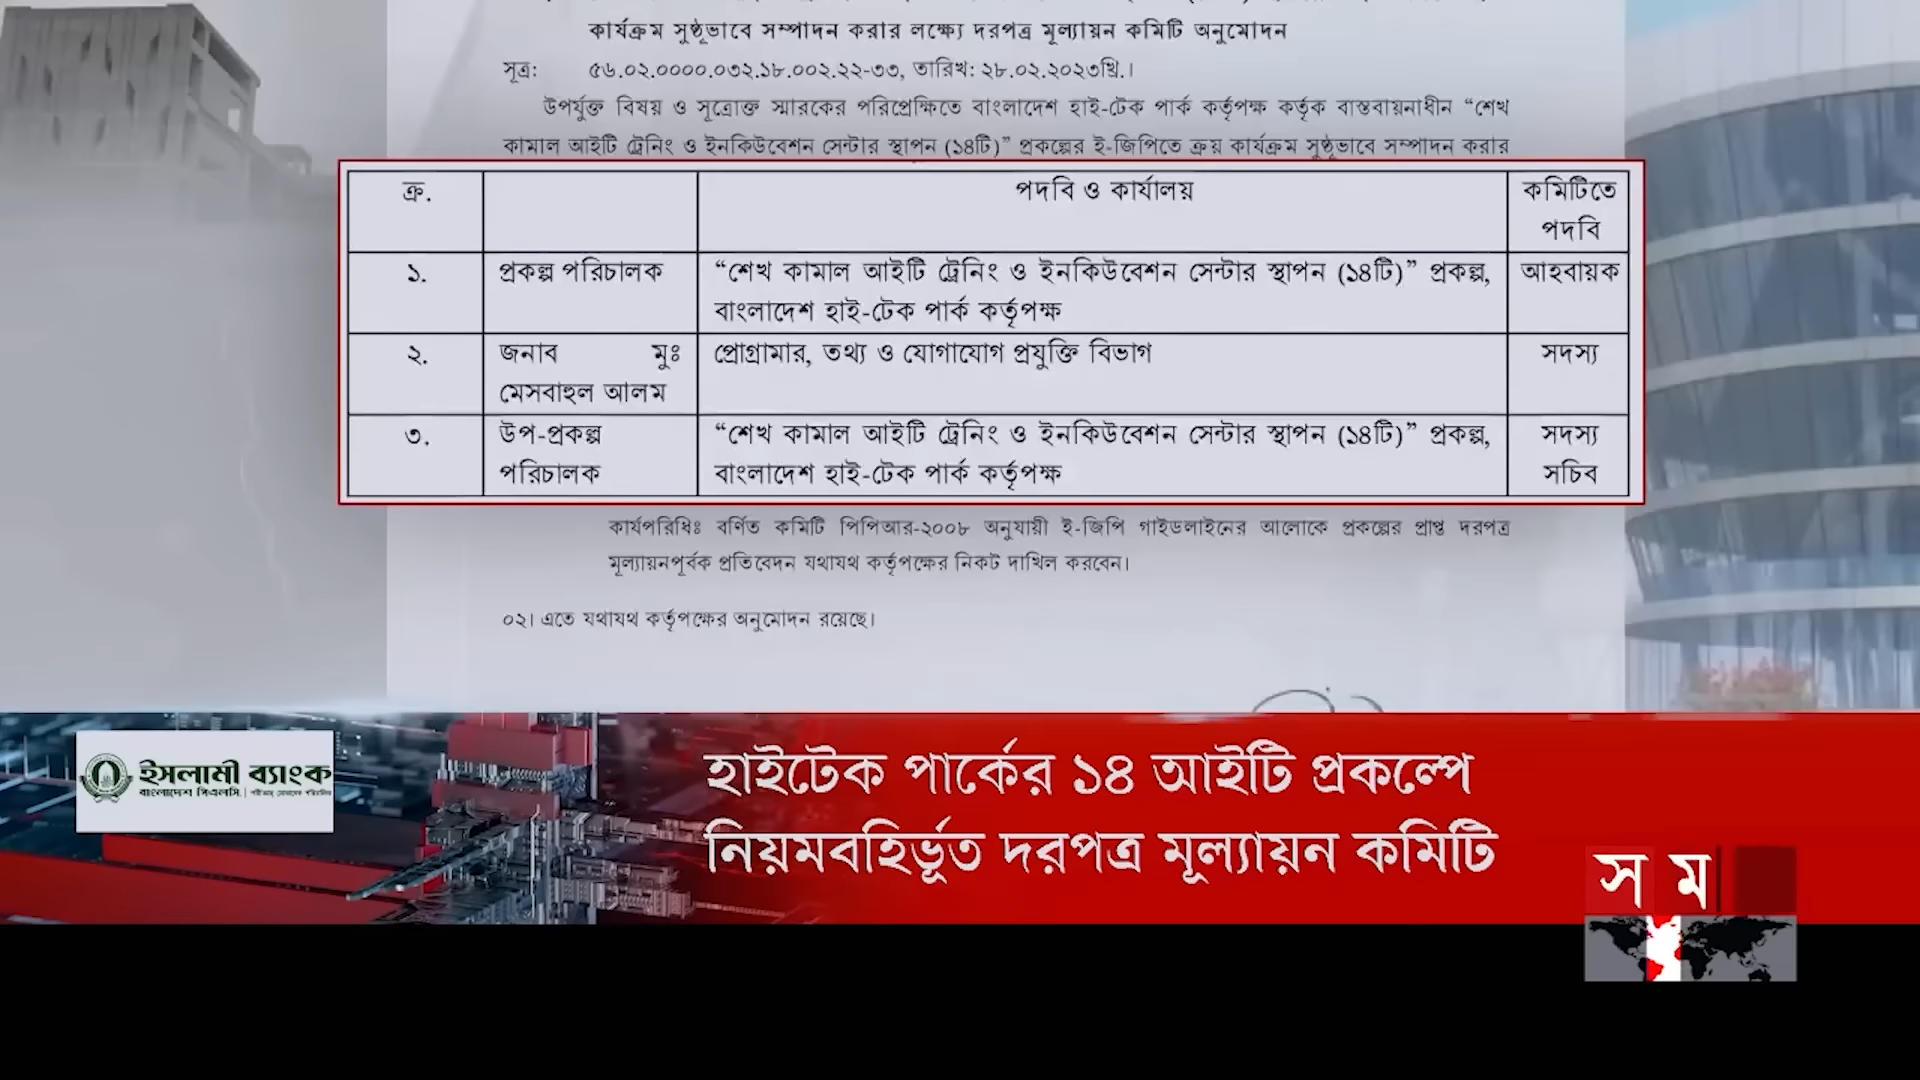 কার্যক্রম সুষ্ঠুভাবে সম্পাদন করার লক্ষ্যে দরপত্র মূল্যায়ন কমিটি অনুমোদন
সূত্র: ৫৬.০২.০০০০.০৩২.১৮.০০২.২২-৩৩, তারিখ: ২৮.০২.২০২৩খ্রি.।
উপর্যুক্ত বিষয় ও সূত্রোক্ত স্মারকের পরিপ্রেক্ষিতে বাংলাদেশ হাই-টেক পার্ক কর্তৃপক্ষ কর্তৃক বাস্তবায়নাধীন “শেখ
কামাল আইটি ট্রেনিং ও ইনকিউবেশন সেন্টার স্থাপন (১৪টি)” প্রকল্পের ই-জিপিতে ক্রয় কার্যক্রম সুষ্ঠুভাবে সম্পাদন করার
ক্র. পদবি ও কার্যালয় কমিটিতে
পদবি
১. প্রকল্প পরিচালক “শেখ কামাল আইটি ট্রেনিং ও ইনকিউবেশন সেন্টার স্থাপন (১৪টি)” প্রকল্প, আহবায়ক
বাংলাদেশ হাই-টেক পার্ক কর্তৃপক্ষ
২. জনাব মুঃ প্রোগ্রামার, তথ্য ও যোগাযোগ প্রযুক্তি বিভাগ সদস্য
মেসবাহুল আলম
৩. উপ-প্রকল্প “শেখ কামাল আইটি ট্রেনিং ও ইনকিউবেশন সেন্টার স্থাপন (১৪টি)” প্রকল্প, সদস্য
পরিচালক বাংলাদেশ হাই-টেক পার্ক কর্তৃপক্ষ সচিব
কার্যপরিধিঃ বর্ণিত কমিটি পিপিআর-২০০৮ অনুযায়ী ই-জিপি গাইডলাইনের আলোকে প্রকল্পের প্রাপ্ত দরপত্র
মূল্যায়নপূর্বক প্রতিবেদন যথাযথ কর্তৃপক্ষের নিকট দাখিল করবেন।
০২। এতে যথাযথ কর্তৃপক্ষের অনুমোদন রয়েছে।
ইসলামী ব্যাংক
বাংলাদেশ পিএলসি.
হাইটেক পার্কের ১৪ আইটি প্রকল্পে
নিয়মবহির্ভূত দরপত্র মূল্যায়ন কমিটি
স ম